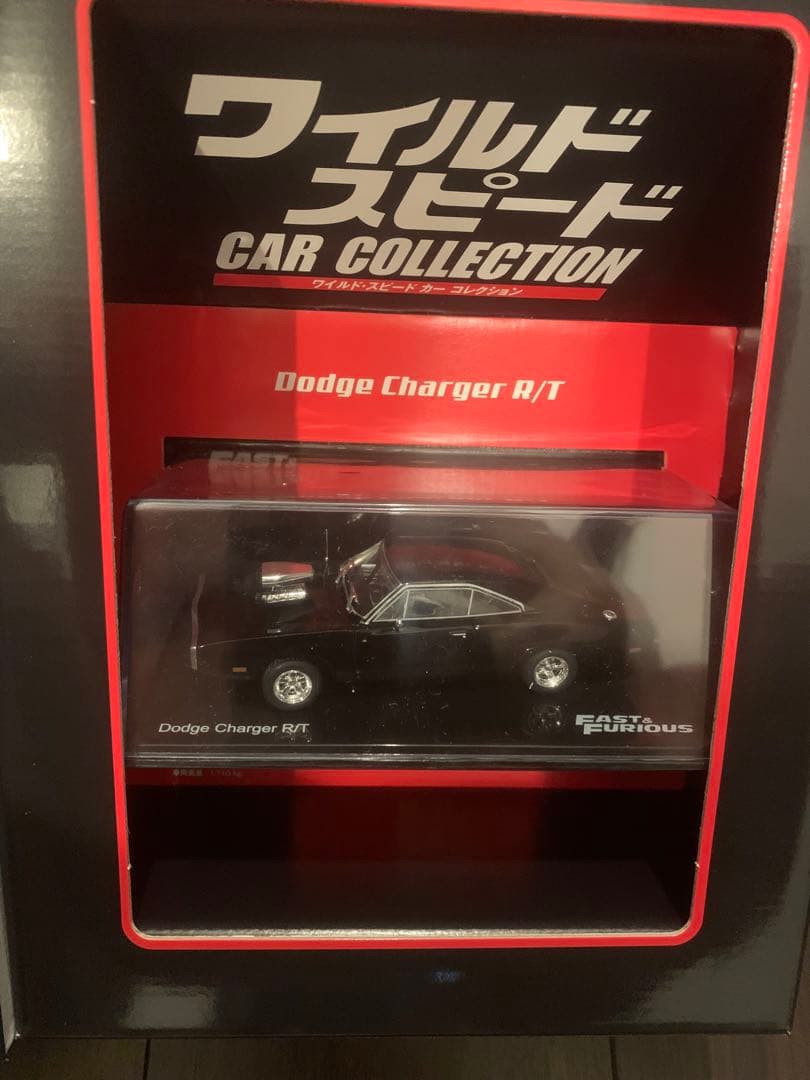 ワイルド
スピード
CAR COLLECTION
ワイルド・スピード カー コレクション
Dodge Charger R/T
FAST &
Dodge Charger R/T
FAST &
FURIOUS